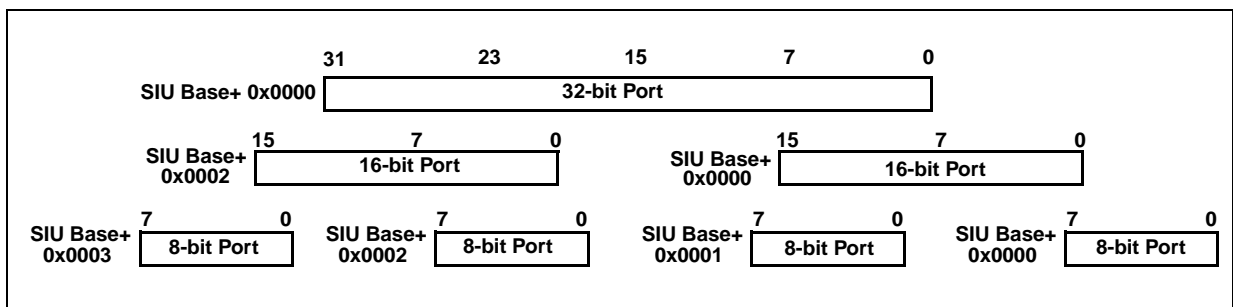 31 23 15 7 0
SIU Base+ 0x0000 32-bit Port
15 7 0 15 7 0
SIU Base+ 0x0002 16-bit Port SIU Base+ 0x0000 16-bit Port
7 0 7 0 7 0 7 0
SIU Base+ 8-bit Port SIU Base+ 8-bit Port SIU Base+ 8-bit Port SIU Base+ 8-bit Port
0x0003 0x0002 0x0001 0x0000